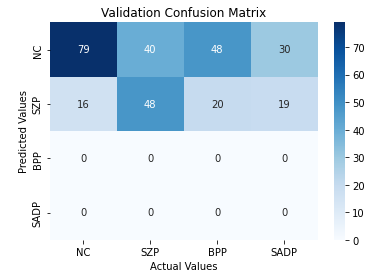 Validation Confusion Matrix
Predicted Values
NC 79 40 48 30
SZP 16 48 20 19
BPP 0 0 0 0
SADP 0 0 0 0
NC SZP BPP SADP
Actual Values
70
60
50
40
30
20
10
0